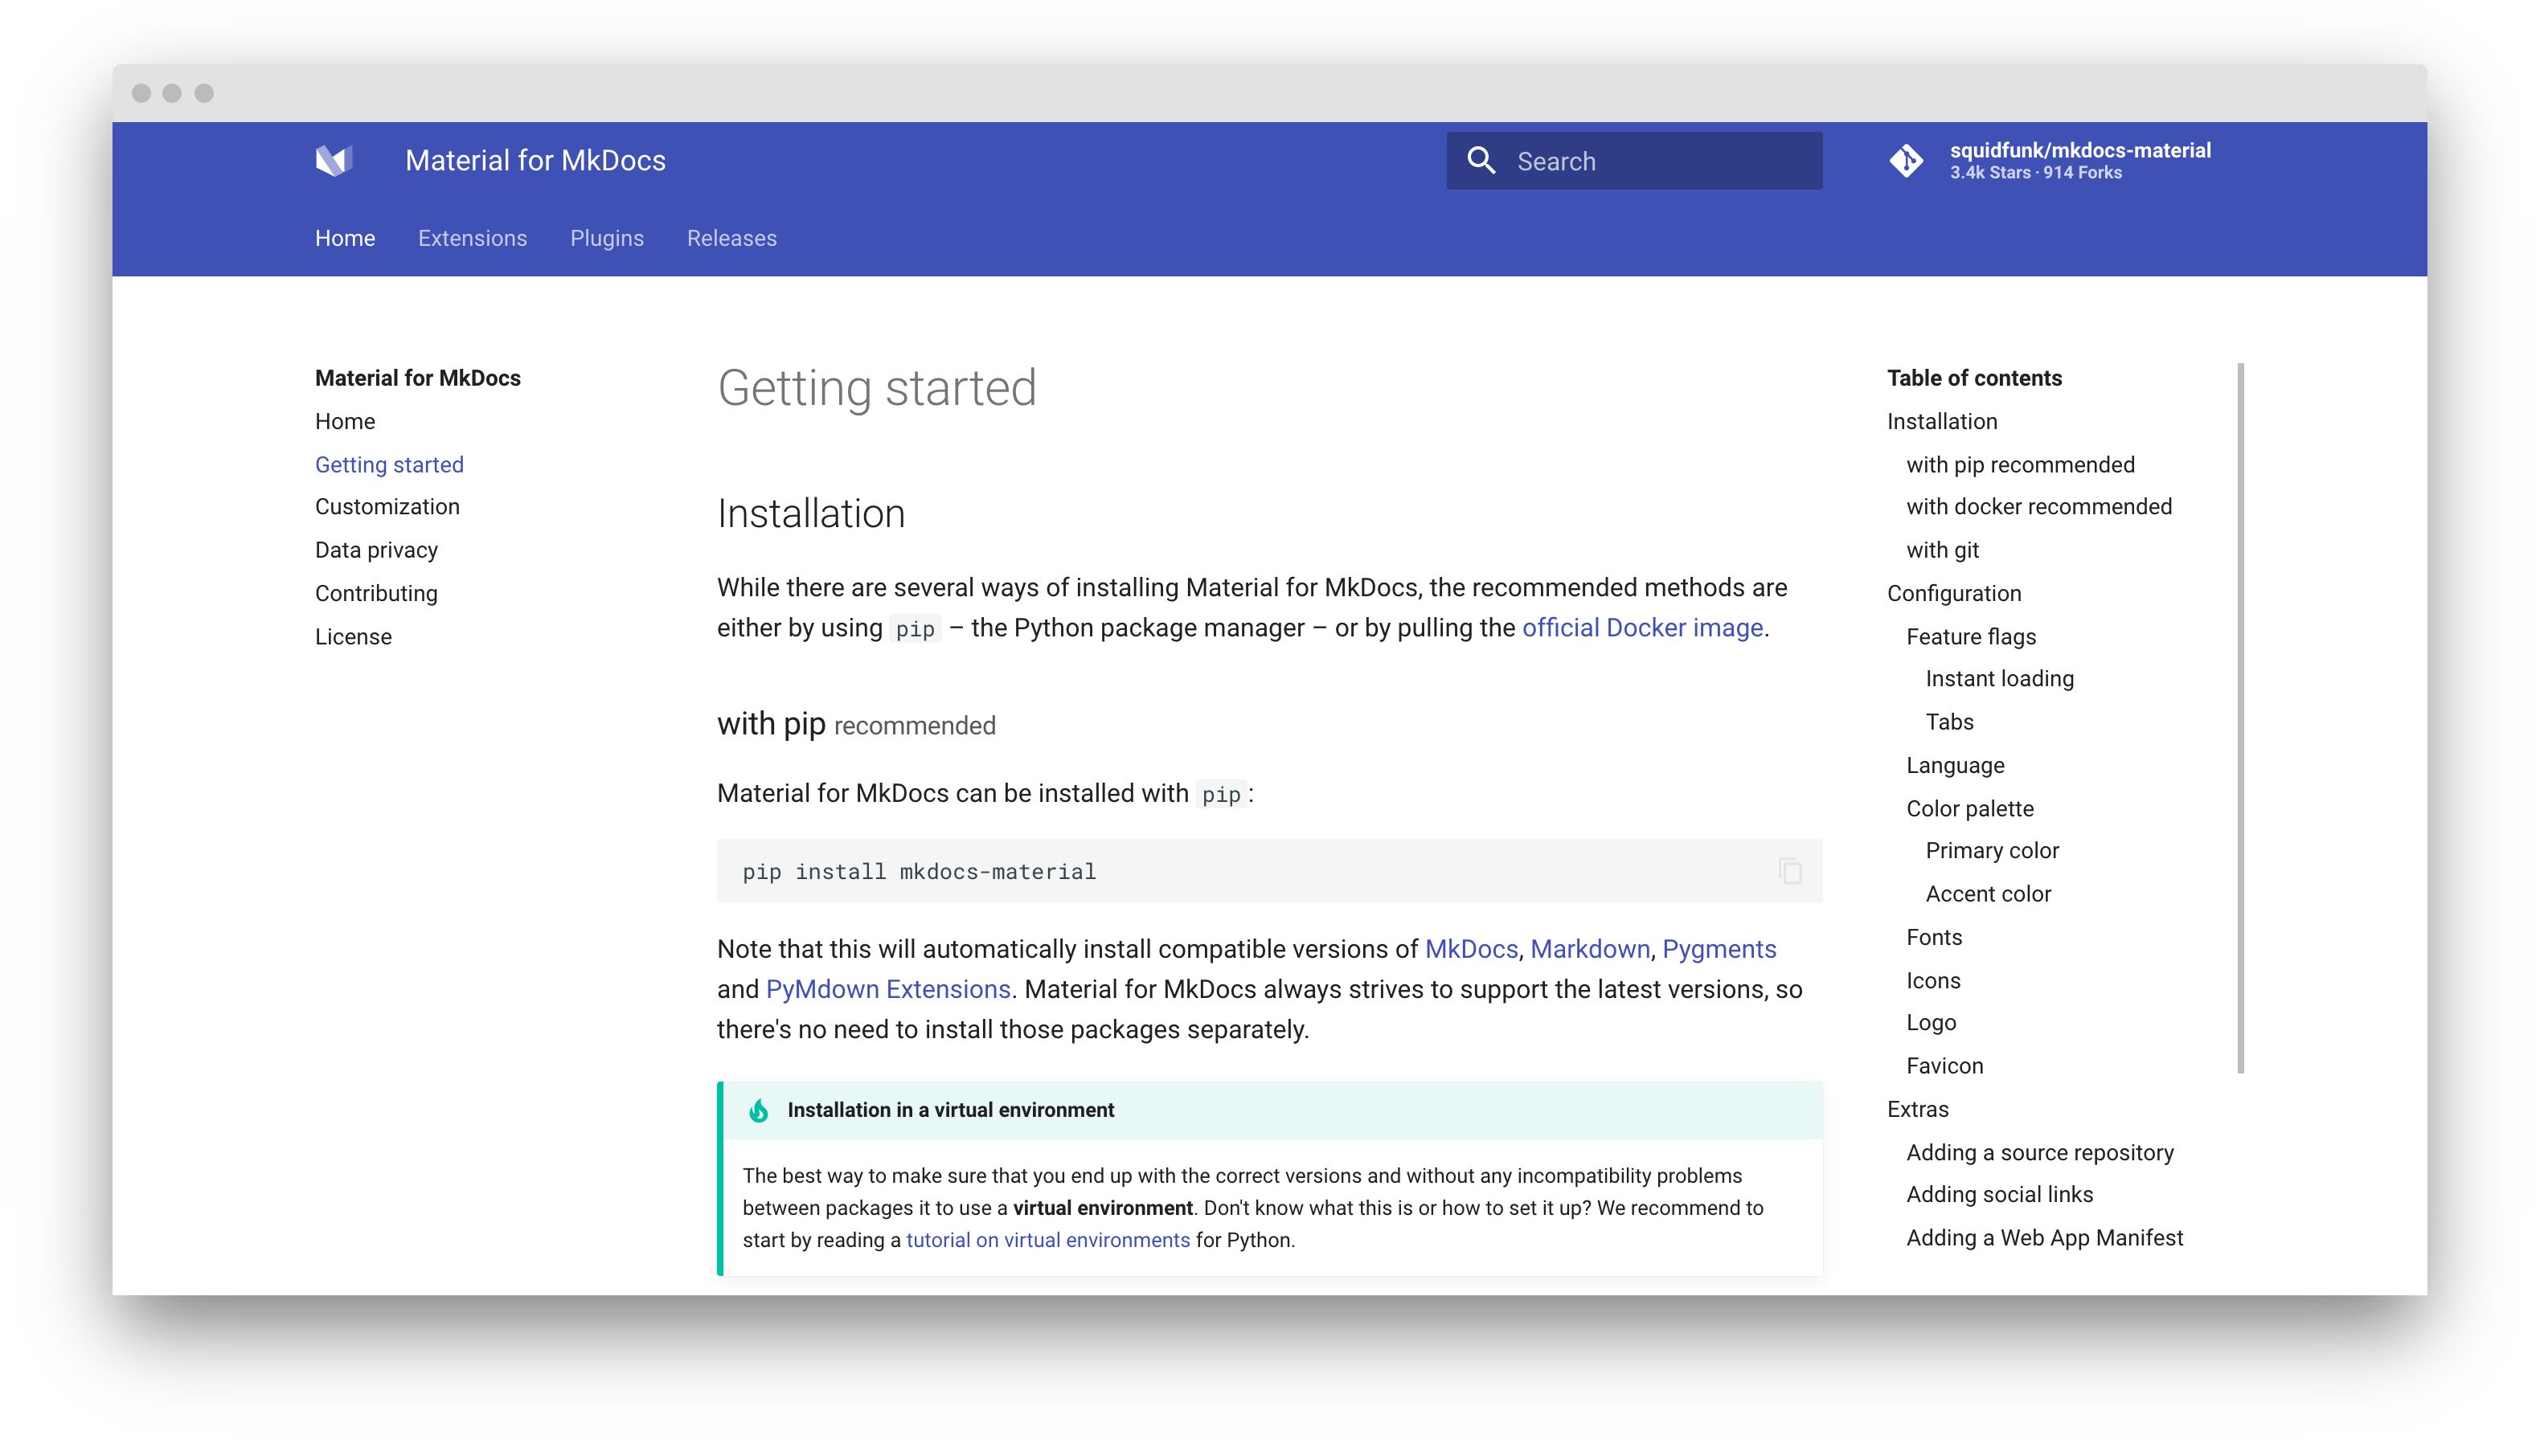 Material for MkDocs
Search
squidfunk/mkdocs-material
3.4k Stars · 914 Forks
Home
Extensions
Plugins
Releases
Material for MkDocs
Home
Getting started
Customization
Data privacy
Contributing
License
Getting started
Installation
While there are several ways of installing Material for MkDocs, the recommended methods are
either by using pip – the Python package manager – or by pulling the official Docker image.
with pip recommended
Material for MkDocs can be installed with pip :
pip install mkdocs-material
Note that this will automatically install compatible versions of MkDocs, Markdown, Pygments
and PyMdown Extensions. Material for MkDocs always strives to support the latest versions, so
there's no need to install those packages separately.
Installation in a virtual environment
The best way to make sure that you end up with the correct versions and without any incompatibility problems
between packages it to use a virtual environment. Don't know what this is or how to set it up? We recommend to
start by reading a tutorial on virtual environments for Python.
Table of contents
Installation
with pip recommended
with docker recommended
with git
Configuration
Feature flags
Instant loading
Tabs
Language
Color palette
Primary color
Accent color
Fonts
Icons
Logo
Favicon
Extras
Adding a source repository
Adding social links
Adding a Web App Manifest